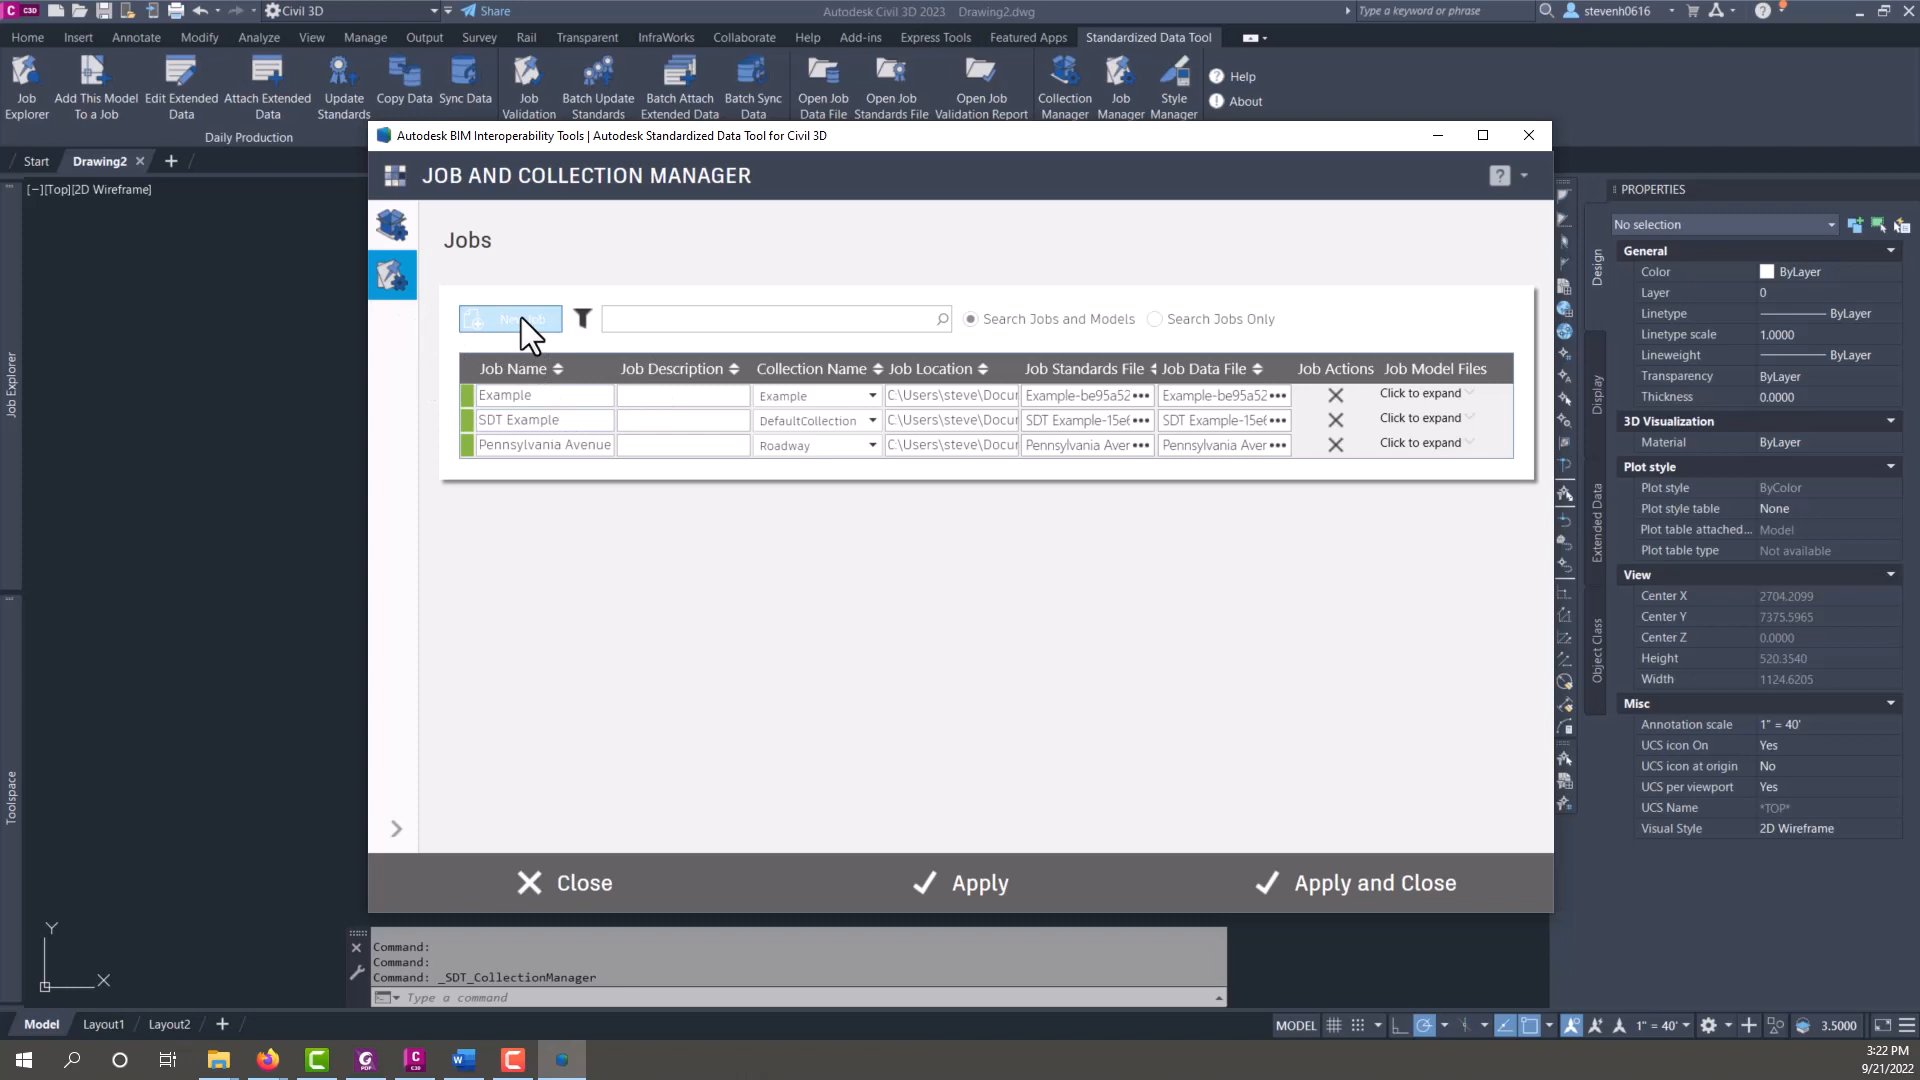 C C3D Civil 3D Share Autodesk Civil 3D 2023 Drawing2.dwg Type a keyword or phrase stevenh0616
Home Insert Annotate Modify Analyze View Manage Output Survey Rail Transparent InfraWorks Collaborate Help Add-ins Express Tools Featured Apps Standardized Data Tool
Job Explorer
Add This Model To a Job
Edit Extended Data
Attach Extended Data
Update Standards
Copy Data
Sync Data
Job Validation
Batch Update Standards
Batch Attach Extended Data
Batch Sync Data
Open Job Data File
Open Job Standards File
Open Job Validation Report
Collection Manager
Job Manager
Style Manager
Help
About
Daily Production
Start Drawing2
[−][Top][2D Wireframe]
Job Explorer
Toolspace
Autodesk BIM Interoperability Tools | Autodesk Standardized Data Tool for Civil 3D
JOB AND COLLECTION MANAGER
Jobs
New Job Search Jobs and Models Search Jobs Only
Job Name Job Description Collection Name Job Location Job Standards File Job Data File Job Actions Job Model Files
Example Example C:\Users\steve\Docur Example-be95a52 Example-be95a52 Click to expand
SDT Example DefaultCollection C:\Users\steve\Docur SDT Example-15e6 SDT Example-15e6 Click to expand
Pennsylvania Avenue Roadway C:\Users\steve\Docur Pennsylvania Aver Pennsylvania Aver Click to expand
Close Apply Apply and Close
Command:
Command:
Command: _SDT_CollectionManager
Type a command
PROPERTIES
No selection
Design
Display
Extended Data
Object Class
General
Color ByLayer
Layer 0
Linetype ByLayer
Linetype scale 1.0000
Lineweight ByLayer
Transparency ByLayer
Thickness 0.0000
3D Visualization
Material ByLayer
Plot style
Plot style ByColor
Plot style table None
Plot table attached... Model
Plot table type Not available
View
Center X 2704.2099
Center Y 7375.5965
Center Z 0.0000
Height 520.3540
Width 1124.6205
Misc
Annotation scale 1" = 40'
UCS icon On Yes
UCS icon at origin No
UCS per viewport Yes
UCS Name *TOP*
Visual Style 2D Wireframe
Y
X
Model Layout1 Layout2
MODEL 1" = 40' 3.5000
3:22 PM
9/21/2022